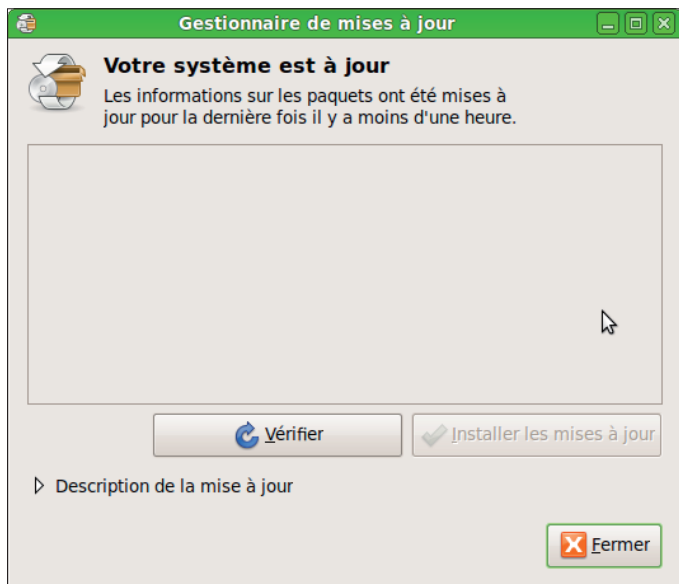 Gestionnaire de mises à jour
Votre système est à jour
Les informations sur les paquets ont été mises à
jour pour la dernière fois il y a moins d'une heure.
Vérifier
Installer les mises à jour
Description de la mise à jour
Fermer